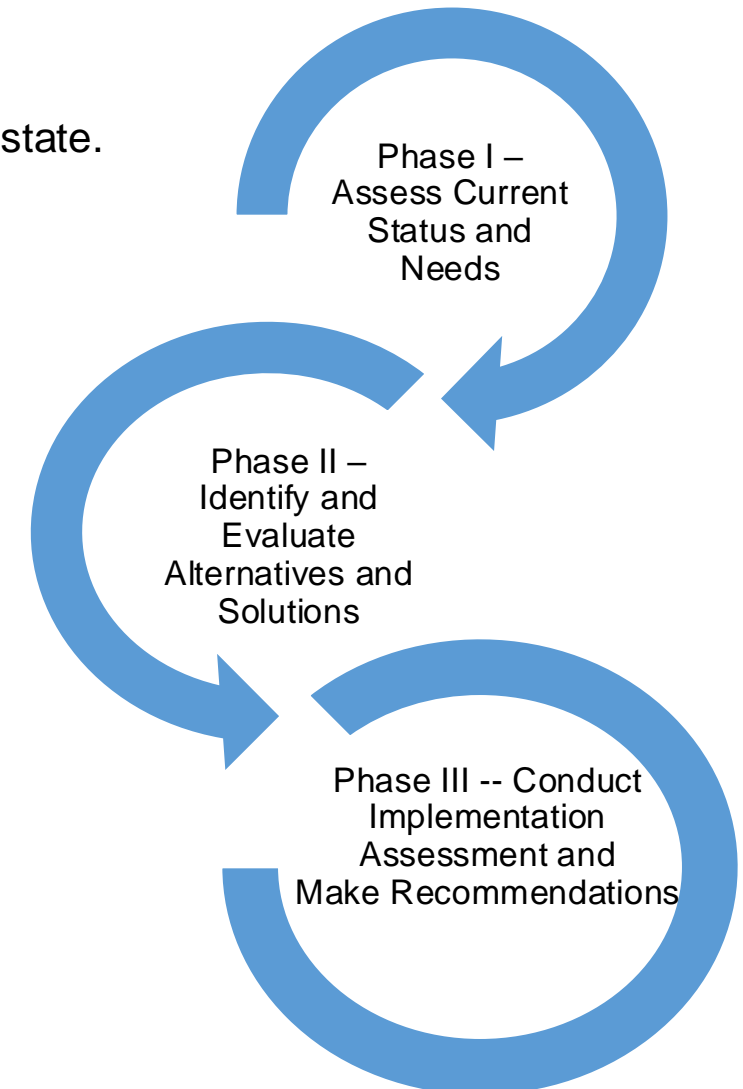 state.
Phase I –
Assess Current
Status and
Needs
Phase II –
Identify and
Evaluate
Alternatives and
Solutions
Phase III -- Conduct
Implementation
Assessment and
Make Recommendations